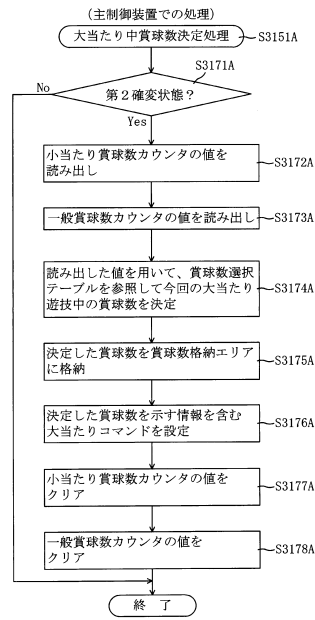 (主制御装置での処理)
大当たり中賞球数決定処理
S3151A
S3171A
第2確変状態?
No
Yes
小当たり賞球数カウンタの値を
読み出し
S3172A
一般賞球数カウンタの値を読み出し
S3173A
読み出した値を用いて、賞球数選択
テーブルを参照して今回の大当たり
遊技中の賞球数を決定
S3174A
決定した賞球数を賞球数格納エリア
に格納
S3175A
決定した賞球数を示す情報を含む
大当たりコマンドを設定
S3176A
小当たり賞球数カウンタの値を
クリア
S3177A
一般賞球数カウンタの値を
クリア
S3178A
終 了